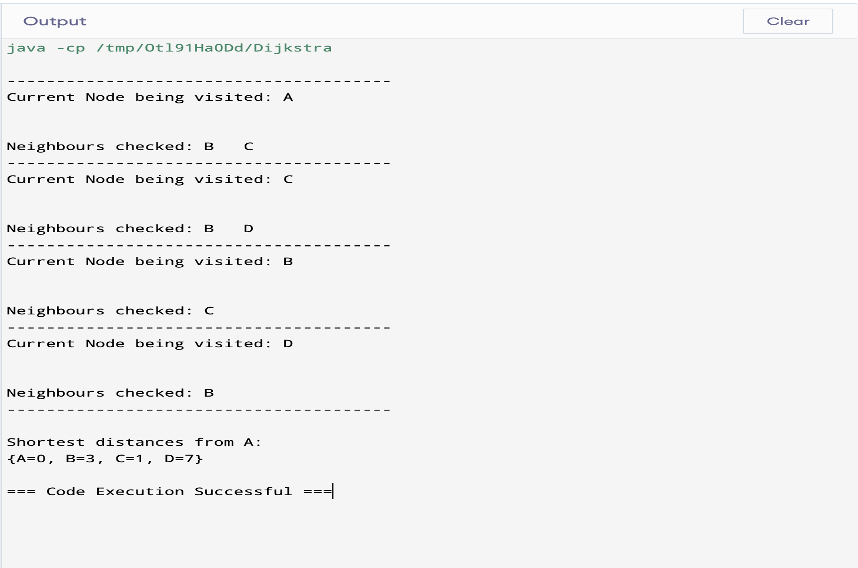 Output
Clear
java -cp /tmp/Otl91Ha0Dd/Dijkstra
---------------------------------------
Current Node being visited: A
Neighbours checked: B   C
---------------------------------------
Current Node being visited: C
Neighbours checked: B   D
---------------------------------------
Current Node being visited: B
Neighbours checked: C
---------------------------------------
Current Node being visited: D
Neighbours checked: B
---------------------------------------
Shortest distances from A:
{A=0, B=3, C=1, D=7}
=== Code Execution Successful ===